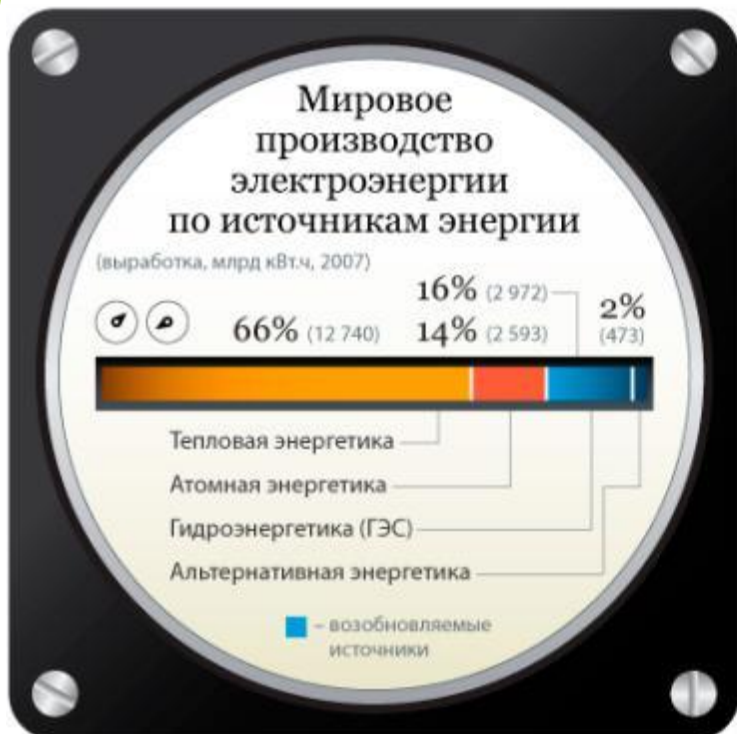 Мировое
производство
электроэнергии
по источникам энергии
(выработка, млрд кВт.ч, 2007)
16% (2 972)
2%
66% (12 740) 14% (2 593) (473)
Тепловая энергетика
Атомная энергетика
Гидроэнергетика (ГЭС)
Альтернативная энергетика
– возобновляемые
источники